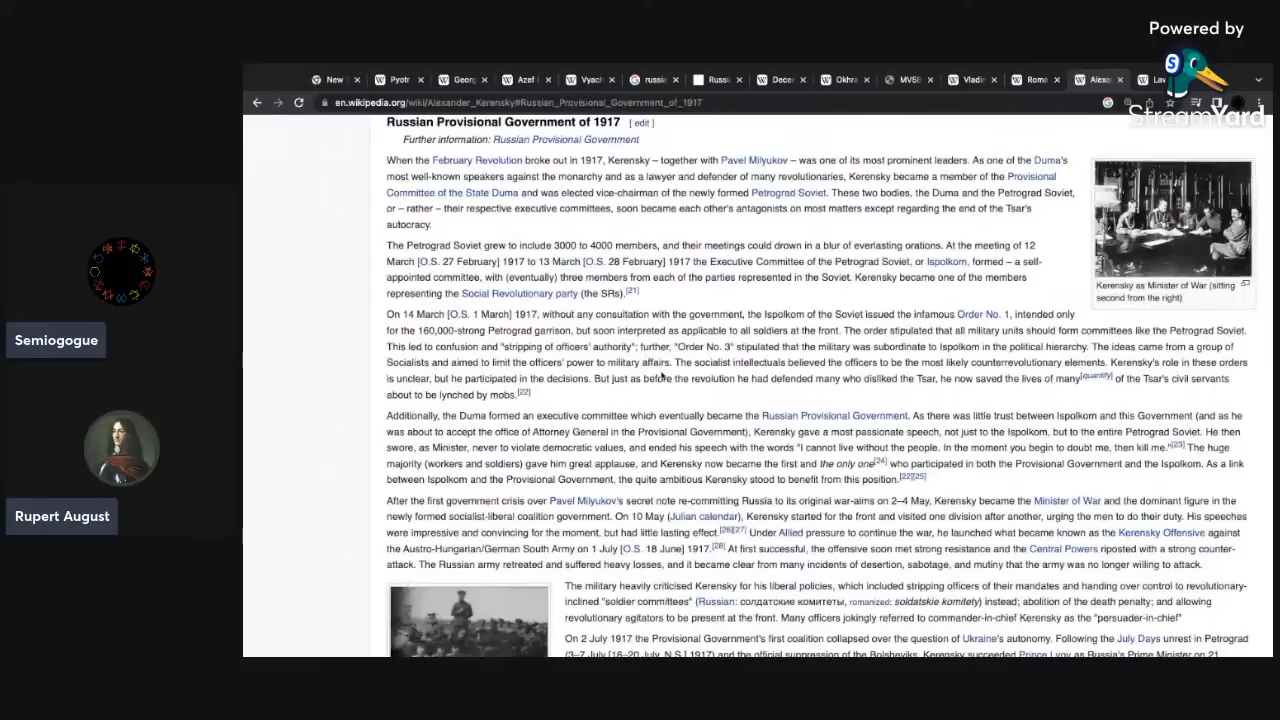 Powered by
StreamYard
New
Pyotr
Georg
Azef
Vyach
russia
Russi
Decem
Okhra
MV5B
Vladir
Roma
Alexa
Lav
en.wikipedia.org/wiki/Alexander_Kerensky#Russian_Provisional_Government_of_1917
Russian Provisional Government of 1917 [ edit ]
Further information: Russian Provisional Government
When the February Revolution broke out in 1917, Kerensky – together with Pavel Milyukov – was one of its most prominent leaders. As one of the Duma's
most well-known speakers against the monarchy and as a lawyer and defender of many revolutionaries, Kerensky became a member of the Provisional
Committee of the State Duma and was elected vice-chairman of the newly formed Petrograd Soviet. These two bodies, the Duma and the Petrograd Soviet,
or – rather – their respective executive committees, soon became each other's antagonists on most matters except regarding the end of the Tsar's
autocracy.
The Petrograd Soviet grew to include 3000 to 4000 members, and their meetings could drown in a blur of everlasting orations. At the meeting of 12
March [O.S. 27 February] 1917 to 13 March [O.S. 28 February] 1917 the Executive Committee of the Petrograd Soviet, or Ispolkom, formed – a self-
appointed committee, with (eventually) three members from each of the parties represented in the Soviet. Kerensky became one of the members
representing the Social Revolutionary party (the SRs).[21]
Kerensky as Minister of War (sitting
second from the right)
On 14 March [O.S. 1 March] 1917, without any consultation with the government, the Ispolkom of the Soviet issued the infamous Order No. 1, intended only
for the 160,000-strong Petrograd garrison, but soon interpreted as applicable to all soldiers at the front. The order stipulated that all military units should form committees like the Petrograd Soviet.
This led to confusion and "stripping of officers' authority"; further, "Order No. 3" stipulated that the military was subordinate to Ispolkom in the political hierarchy. The ideas came from a group of
Socialists and aimed to limit the officers' power to military affairs. The socialist intellectuals believed the officers to be the most likely counterrevolutionary elements. Kerensky's role in these orders
is unclear, but he participated in the decisions. But just as before the revolution he had defended many who disliked the Tsar, he now saved the lives of many[quantify] of the Tsar's civil servants
about to be lynched by mobs.[22]
Additionally, the Duma formed an executive committee which eventually became the Russian Provisional Government. As there was little trust between Ispolkom and this Government (and as he
was about to accept the office of Attorney General in the Provisional Government), Kerensky gave a most passionate speech, not just to the Ispolkom, but to the entire Petrograd Soviet. He then
swore, as Minister, never to violate democratic values, and ended his speech with the words "I cannot live without the people. In the moment you begin to doubt me, then kill me."[23] The huge
majority (workers and soldiers) gave him great applause, and Kerensky now became the first and the only one[24] who participated in both the Provisional Government and the Ispolkom. As a link
between Ispolkom and the Provisional Government, the quite ambitious Kerensky stood to benefit from this position.[22][25]
After the first government crisis over Pavel Milyukov's secret note re-committing Russia to its original war-aims on 2–4 May, Kerensky became the Minister of War and the dominant figure in the
newly formed socialist-liberal coalition government. On 10 May (Julian calendar), Kerensky started for the front and visited one division after another, urging the men to do their duty. His speeches
were impressive and convincing for the moment, but had little lasting effect.[26][27] Under Allied pressure to continue the war, he launched what became known as the Kerensky Offensive against
the Austro-Hungarian/German South Army on 1 July [O.S. 18 June] 1917.[28] At first successful, the offensive soon met strong resistance and the Central Powers riposted with a strong counter-
attack. The Russian army retreated and suffered heavy losses, and it became clear from many incidents of desertion, sabotage, and mutiny that the army was no longer willing to attack.
The military heavily criticised Kerensky for his liberal policies, which included stripping officers of their mandates and handing over control to revolutionary-
inclined "soldier committees" (Russian: солдатские комитеты, romanized: soldatskie komitety) instead; abolition of the death penalty; and allowing
revolutionary agitators to be present at the front. Many officers jokingly referred to commander-in-chief Kerensky as the "persuader-in-chief"
On 2 July 1917 the Provisional Government's first coalition collapsed over the question of Ukraine's autonomy. Following the July Days unrest in Petrograd
(3–7 July [16–20 July, N.S.] 1917) and the official suppression of the Bolsheviks, Kerensky succeeded Prince Lvov as Russia's Prime Minister on 21
Semiogogue
Rupert August